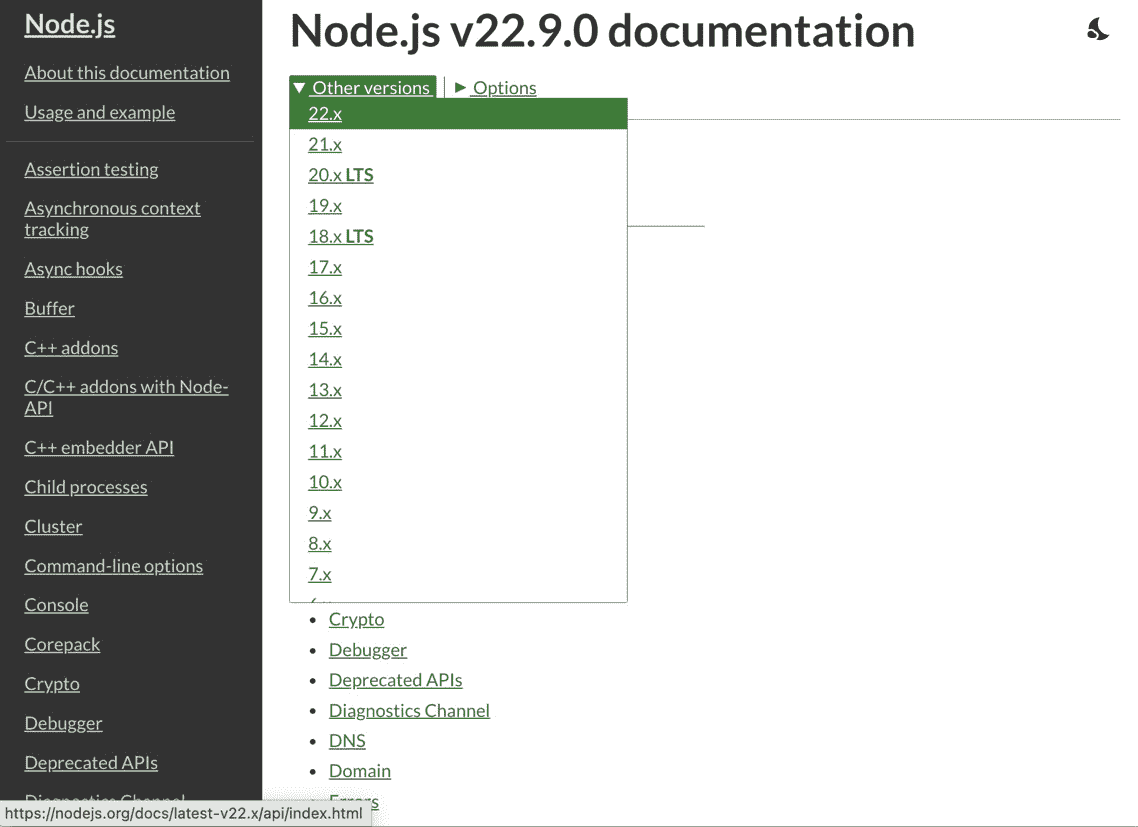 Node.js
About this documentation
Usage and example
Assertion testing
Asynchronous context
tracking
Async hooks
Buffer
C++ addons
C/C++ addons with Node-
API
C++ embedder API
Child processes
Cluster
Command-line options
Console
Corepack
Crypto
Debugger
Deprecated APIs
Diagnostics Channel
Node.js v22.9.0 documentation
▼ Other versions
► Options
22.x
21.x
20.x LTS
19.x
18.x LTS
17.x
16.x
15.x
14.x
13.x
12.x
11.x
10.x
9.x
8.x
7.x
• Crypto
• Debugger
• Deprecated APIs
• Diagnostics Channel
• DNS
• Domain
Errors
https://nodejs.org/docs/latest-v22.x/api/index.html